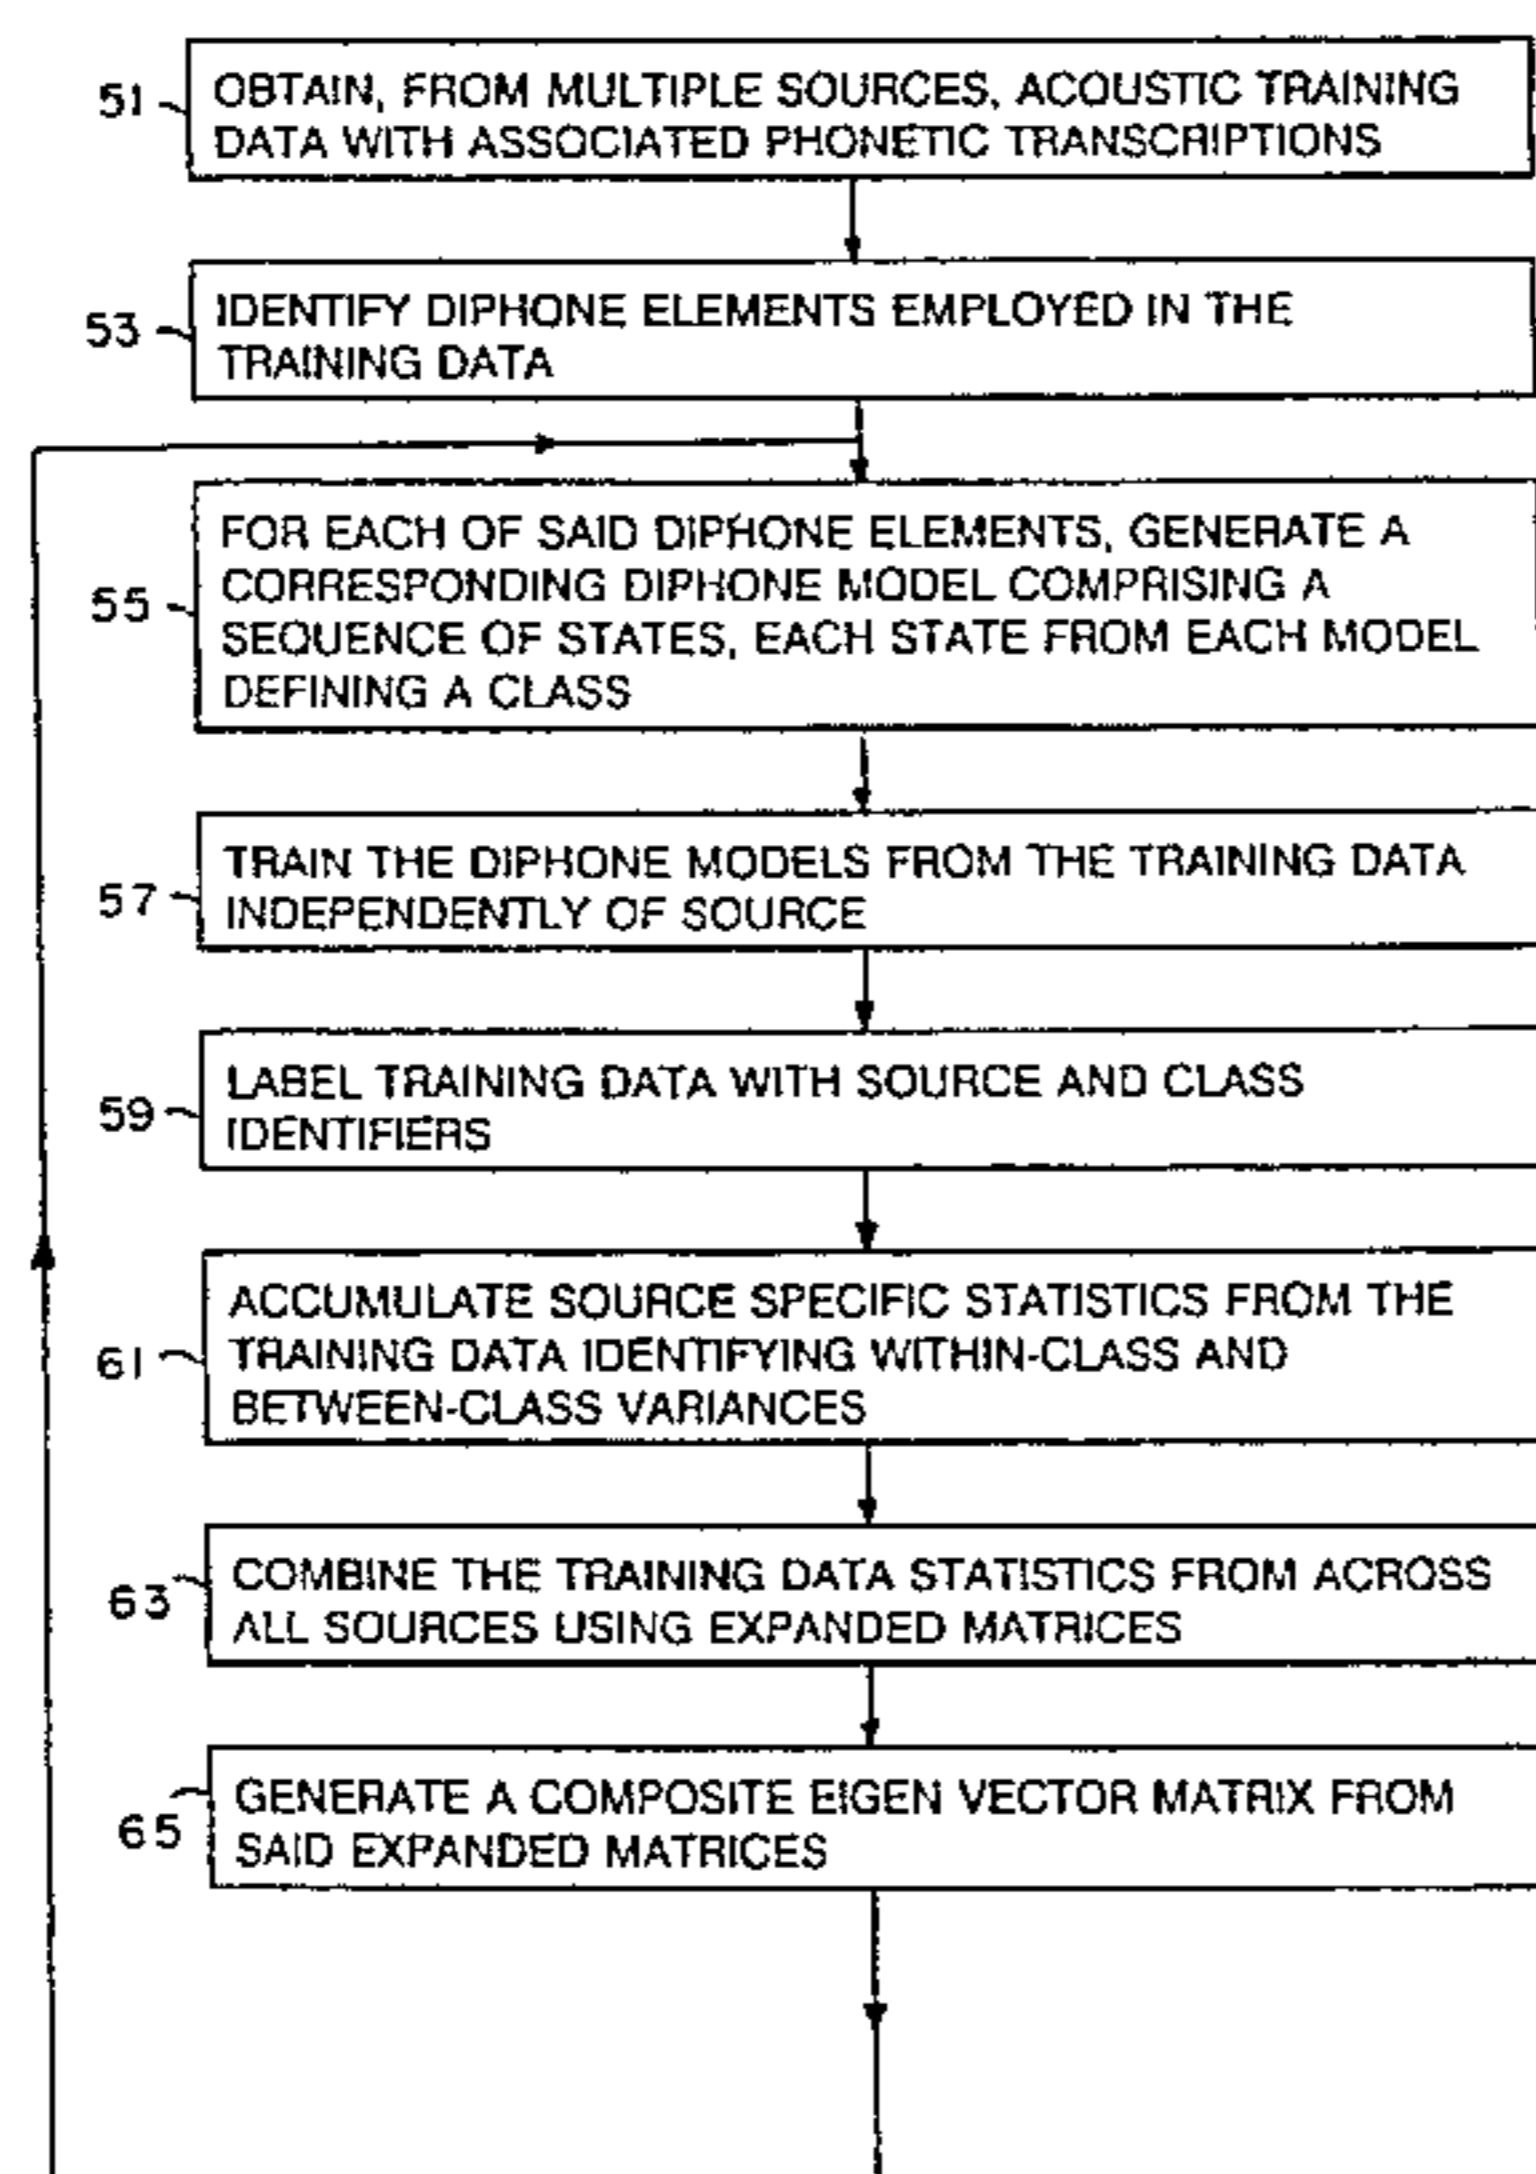 51
OBTAIN, FROM MULTIPLE SOURCES, ACOUSTIC TRAINING
DATA WITH ASSOCIATED PHONETIC TRANSCRIPTIONS
53
IDENTIFY DIPHONE ELEMENTS EMPLOYED IN THE
TRAINING DATA
55
FOR EACH OF SAID DIPHONE ELEMENTS, GENERATE A
CORRESPONDING DIPHONE MODEL COMPRISING A
SEQUENCE OF STATES, EACH STATE FROM EACH MODEL
DEFINING A CLASS
57
TRAIN THE DIPHONE MODELS FROM THE TRAINING DATA
INDEPENDENTLY OF SOURCE
59
LABEL TRAINING DATA WITH SOURCE AND CLASS
IDENTIFIERS
61
ACCUMULATE SOURCE SPECIFIC STATISTICS FROM THE
TRAINING DATA IDENTIFYING WITHIN-CLASS AND
BETWEEN-CLASS VARIANCES
63
COMBINE THE TRAINING DATA STATISTICS FROM ACROSS
ALL SOURCES USING EXPANDED MATRICES
65
GENERATE A COMPOSITE EIGEN VECTOR MATRIX FROM
SAID EXPANDED MATRICES